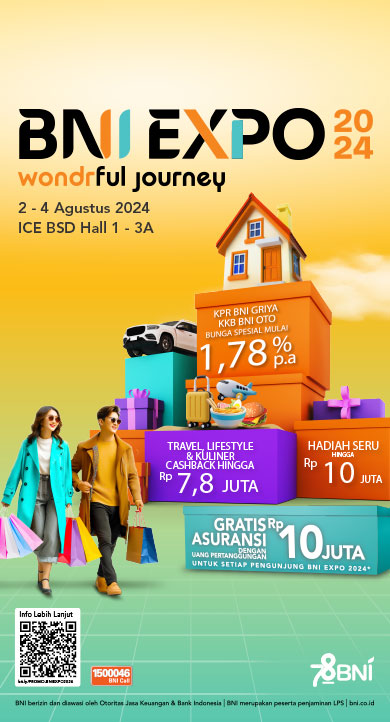 BNI EXPO 2024
wondrful journey
2 - 4 Agustus 2024
ICE BSD Hall 1 - 3A
KPR BNI GRIYA
KKB BNI OTO
BUNGA SPESIAL MULAI
1,78 % p.a
TRAVEL, LIFESTYLE
& KULINER
CASHBACK HINGGA
Rp 7,8 JUTA
HADIAH SERU
HINGGA
Rp 10 JUTA
GRATIS
ASURANSI
DENGAN
UANG PERTANGGUNGAN
Rp 10 JUTA
UNTUK SETIAP PENGUNJUNG BNI EXPO 2024*
Info Lebih Lanjut
bit.ly/PROMO-BNIEXPO2024
1500046
BNI Call
78 BNI
BNI berizin dan diawasi oleh Otoritas Jasa Keuangan & Bank Indonesia | BNI merupakan peserta penjaminan LPS | bni.co.id